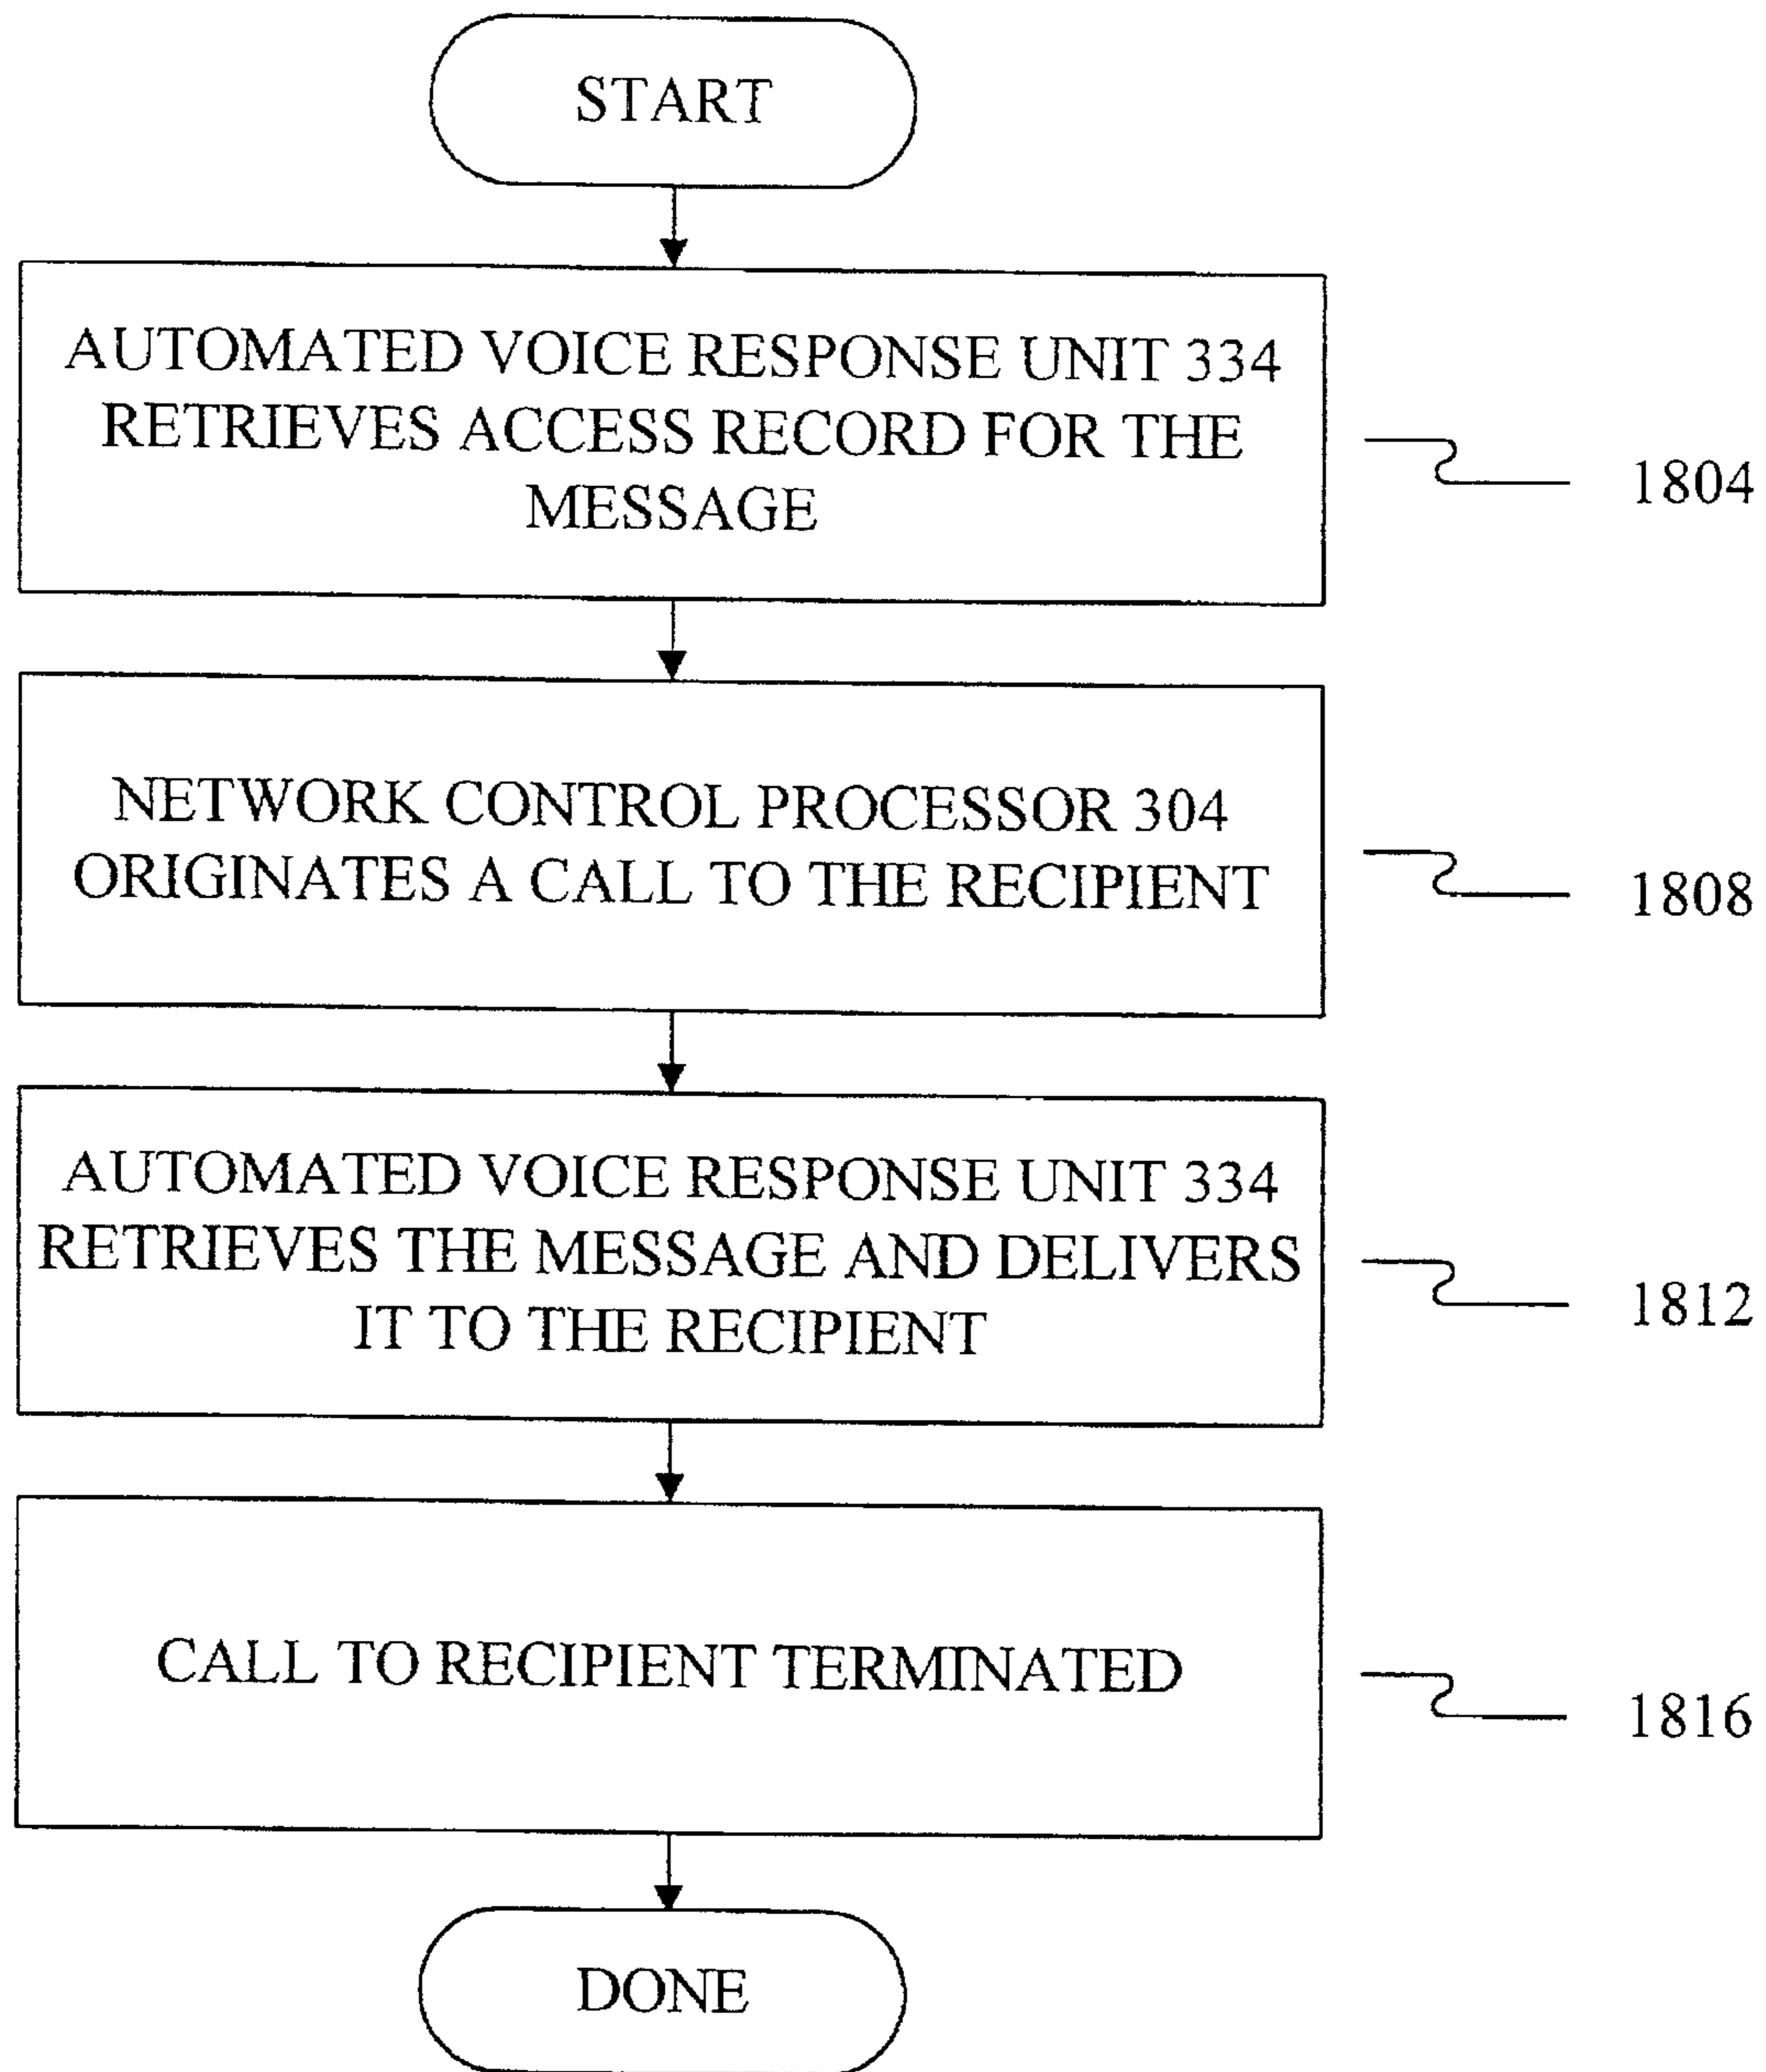 START
AUTOMATED VOICE RESPONSE UNIT 334
RETRIEVES ACCESS RECORD FOR THE
MESSAGE
1804
NETWORK CONTROL PROCESSOR 304
ORIGINATES A CALL TO THE RECIPIENT
1808
AUTOMATED VOICE RESPONSE UNIT 334
RETRIEVES THE MESSAGE AND DELIVERS
IT TO THE RECIPIENT
1812
CALL TO RECIPIENT TERMINATED
1816
DONE